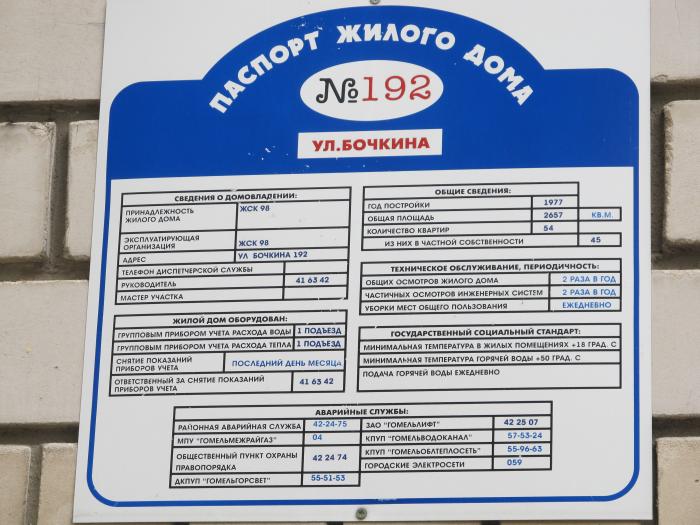 ПАСПОРТ ЖИЛОГО ДОМА
№192
УЛ.БОЧКИНА
СВЕДЕНИЯ О ДОМОВЛАДЕНИИ:
ПРИНАДЛЕЖНОСТЬ ЖСК 98
ЖИЛОГО ДОМА
ЭКСПЛУАТИРУЮЩАЯ
ОРГАНИЗАЦИЯ ЖСК 98
АДРЕС УЛ БОЧКИНА 192
ТЕЛЕФОН ДИСПЕТЧЕРСКОЙ СЛУЖБЫ
РУКОВОДИТЕЛЬ 41 63 42
МАСТЕР УЧАСТКА
ЖИЛОЙ ДОМ ОБОРУДОВАН:
ГРУППОВЫМ ПРИБОРОМ УЧЕТА РАСХОДА ВОДЫ 1 ПОДЪЕЗД
ГРУППОВЫМ ПРИБОРОМ УЧЕТА РАСХОДА ТЕПЛА 1 ПОДЪЕЗД
СНЯТИЕ ПОКАЗАНИЙ ПОСЛЕДНИЙ ДЕНЬ МЕСЯЦА
ПРИБОРОВ УЧЕТА
ОТВЕТСТВЕННЫЙ ЗА СНЯТИЕ ПОКАЗАНИЙ 41 63 42
ПРИБОРОВ УЧЕТА
ОБЩИЕ СВЕДЕНИЯ:
ГОД ПОСТРОЙКИ 1977
ОБЩАЯ ПЛОЩАДЬ 2657 КВ.М.
КОЛИЧЕСТВО КВАРТИР 54
ИЗ НИХ В ЧАСТНОЙ СОБСТВЕННОСТИ 45
ТЕХНИЧЕСКОЕ ОБСЛУЖИВАНИЕ, ПЕРИОДИЧНОСТЬ:
ОБЩИХ ОСМОТРОВ ЖИЛОГО ДОМА 2 РАЗА В ГОД
ЧАСТИЧНЫХ ОСМОТРОВ ИНЖЕНЕРНЫХ СИСТЕМ 2 РАЗА В ГОД
УБОРКИ МЕСТ ОБЩЕГО ПОЛЬЗОВАНИЯ ЕЖЕДНЕВНО
ГОСУДАРСТВЕННЫЙ СОЦИАЛЬНЫЙ СТАНДАРТ:
МИНИМАЛЬНАЯ ТЕМПЕРАТУРА В ЖИЛЫХ ПОМЕЩЕНИЯХ +18 ГРАД. С
МИНИМАЛЬНАЯ ТЕМПЕРАТУРА ГОРЯЧЕЙ ВОДЫ +50 ГРАД. С
ПОДАЧА ГОРЯЧЕЙ ВОДЫ ЕЖЕДНЕВНО
АВАРИЙНЫЕ СЛУЖБЫ:
РАЙОННАЯ АВАРИЙНАЯ СЛУЖБА 42-24-75
МПУ "ГОМЕЛЬМЕЖРАЙГАЗ" 04
ОБЩЕСТВЕННЫЙ ПУНКТ ОХРАНЫ 42 24 74
ПРАВОПОРЯДКА
ДКПУП "ГОМЕЛЬГОРСВЕТ" 55-51-53
ЗАО "ГОМЕЛЬЛИФТ" 42 25 07
КПУП "ГОМЕЛЬВОДОКАНАЛ" 57-53-24
КПУП "ГОМЕЛЬОБЛТЕПЛОСЕТЬ" 55-96-63
ГОРОДСКИЕ ЭЛЕКТРОСЕТИ 059